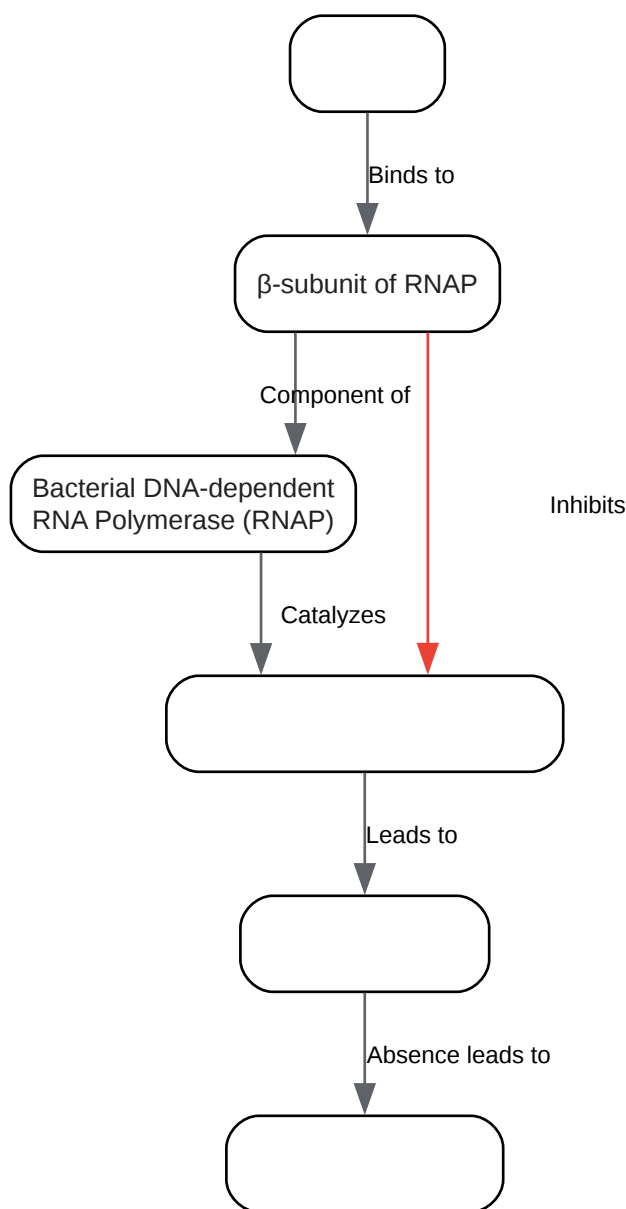 Binds to
β-subunit of RNAP
Component of
Bacterial DNA-dependent
RNA Polymerase (RNAP)
Inhibits
Catalyzes
Leads to
Absence leads to